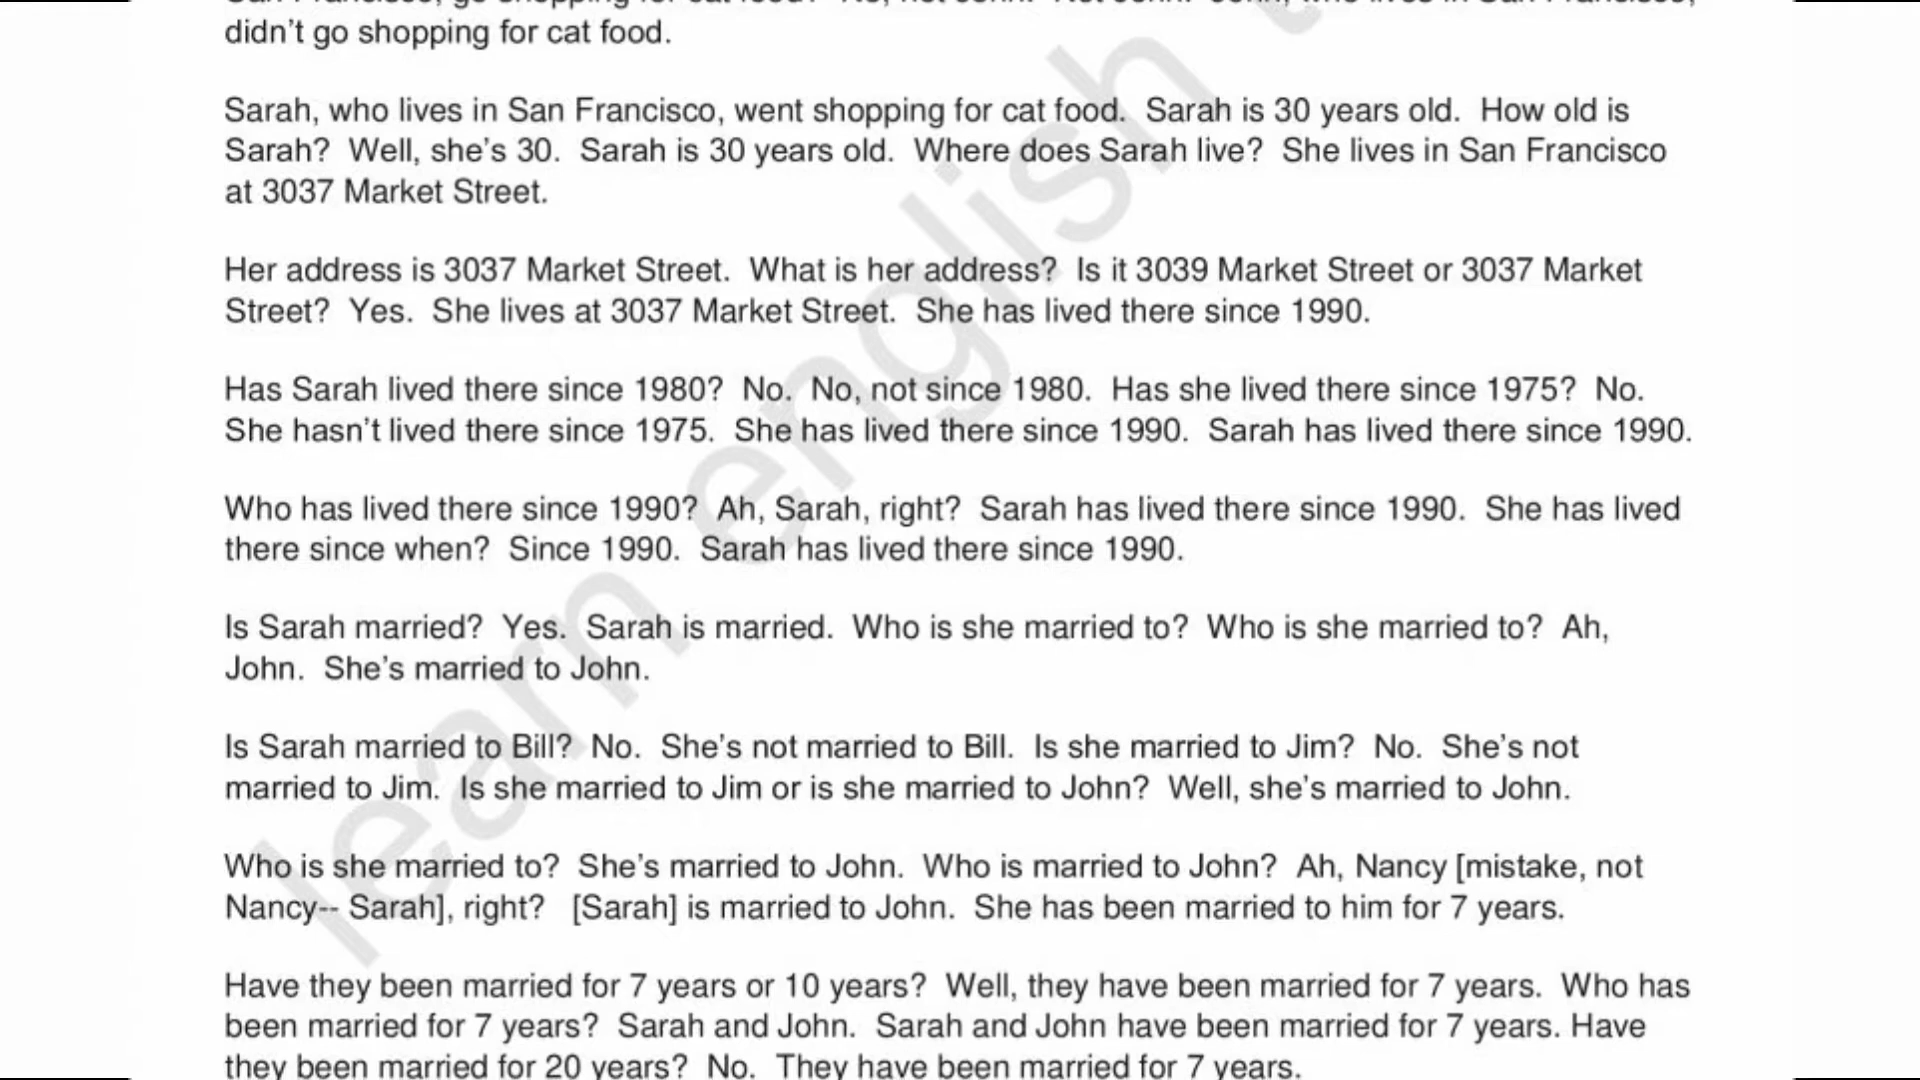 San Francisco, go shopping for cat food? No, not John. Not John. John, who lives in San Francisco,
didn't go shopping for cat food.
Sarah, who lives in San Francisco, went shopping for cat food. Sarah is 30 years old. How old is
Sarah? Well, she's 30. Sarah is 30 years old. Where does Sarah live? She lives in San Francisco
at 3037 Market Street.
Her address is 3037 Market Street. What is her address? Is it 3039 Market Street or 3037 Market
Street? Yes. She lives at 3037 Market Street. She has lived there since 1990.
Has Sarah lived there since 1980? No. No, not since 1980. Has she lived there since 1975? No.
She hasn't lived there since 1975. She has lived there since 1990. Sarah has lived there since 1990.
Who has lived there since 1990? Ah, Sarah, right? Sarah has lived there since 1990. She has lived
there since when? Since 1990. Sarah has lived there since 1990.
Is Sarah married? Yes. Sarah is married. Who is she married to? Who is she married to? Ah,
John. She's married to John.
Is Sarah married to Bill? No. She's not married to Bill. Is she married to Jim? No. She's not
married to Jim. Is she married to Jim or is she married to John? Well, she's married to John.
Who is she married to? She's married to John. Who is married to John? Ah, Nancy [mistake, not
Nancy-- Sarah], right? [Sarah] is married to John. She has been married to him for 7 years.
Have they been married for 7 years or 10 years? Well, they have been married for 7 years. Who has
been married for 7 years? Sarah and John. Sarah and John have been married for 7 years. Have
they been married for 20 years? No. They have been married for 7 years.
learn english